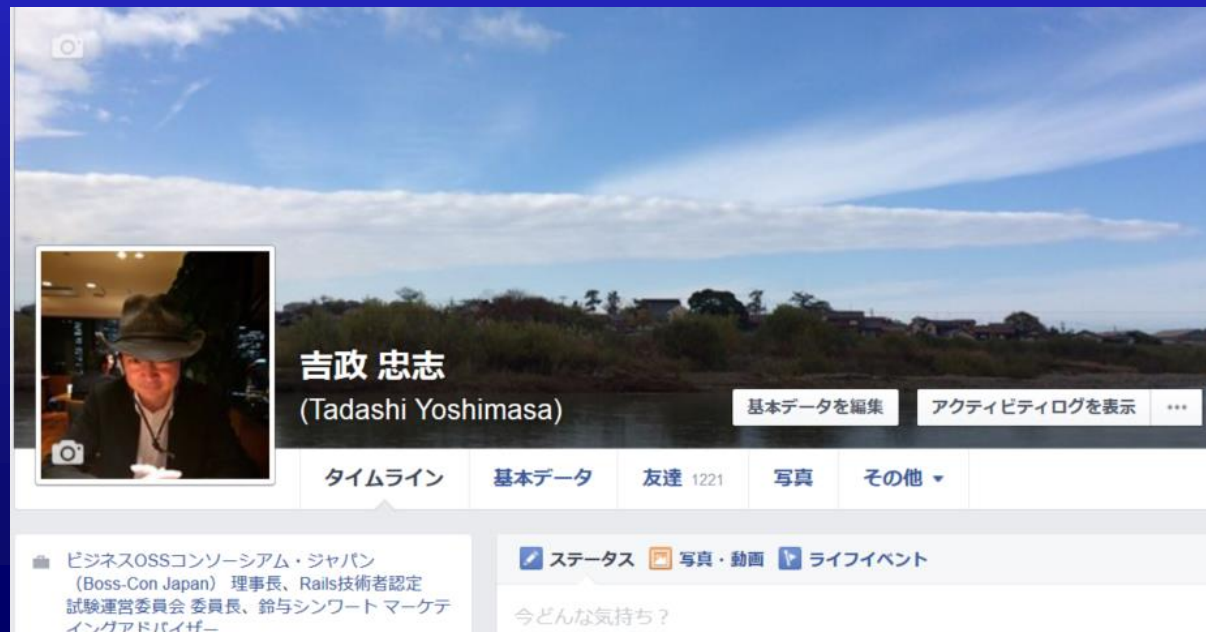 吉政 忠志
(Tadashi Yoshimasa)
基本データを編集
アクティビティログを表示
...
タイムライン
基本データ
友達 1221
写真
その他
ビジネスOSSコンソーシアム・ジャパン
（Boss-Con Japan） 理事長、Rails技術者認定
試験運営委員会 委員長、鈴与シンワート マーケテ
ィングアドバイザー
ステータス
写真・動画
ライフイベント
今どんな気持ち？